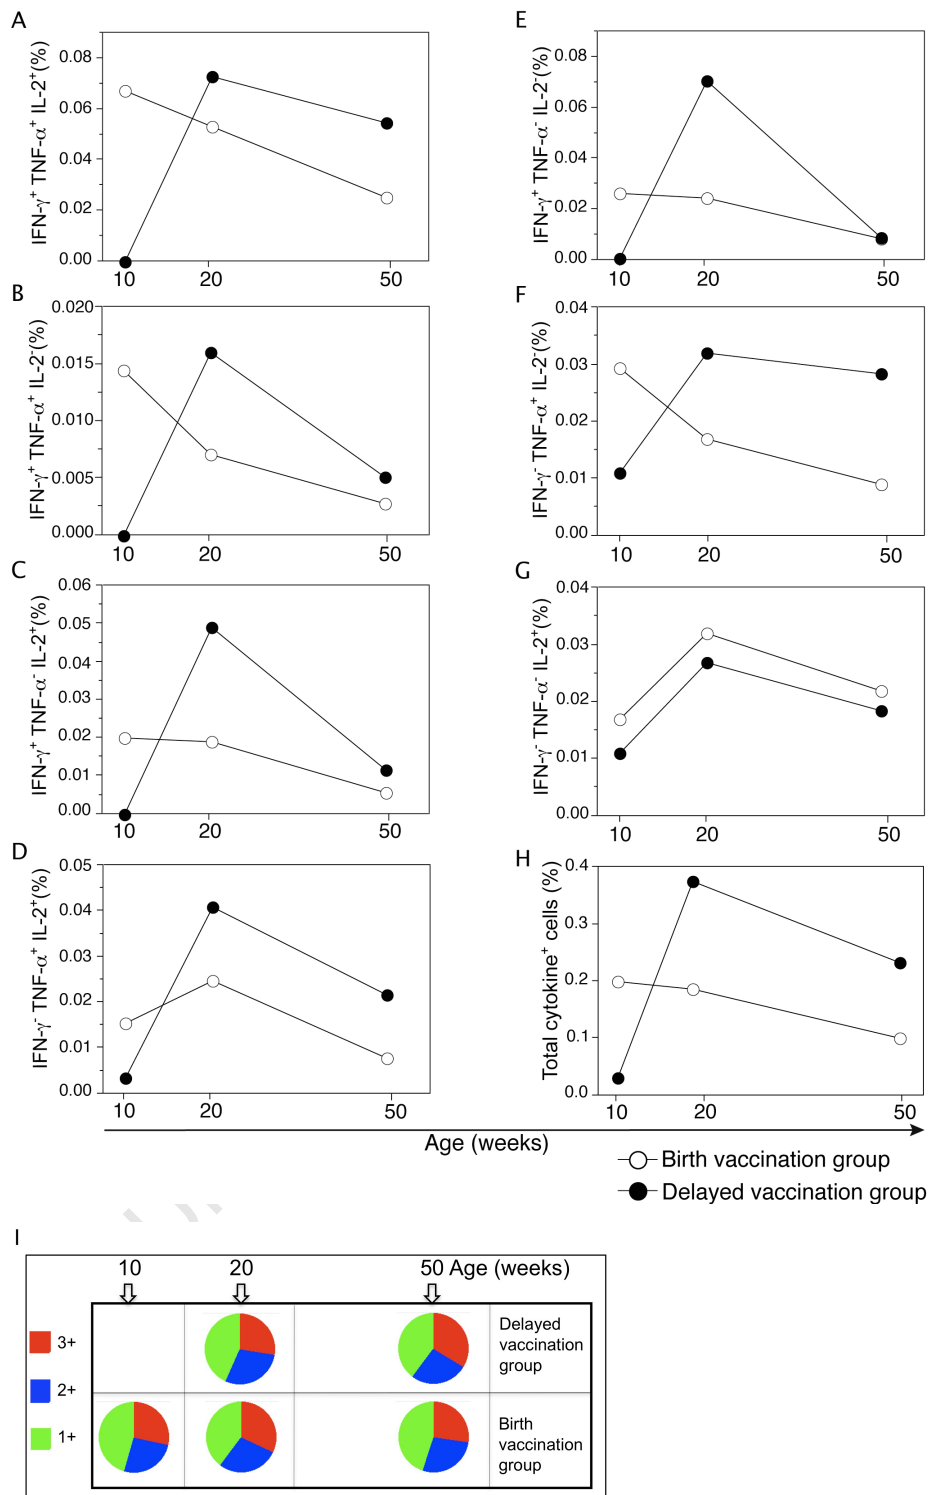 A
IFN-γ⁺ TNF-α⁺ IL-2⁺(%)
0.08
0.06
0.04
0.02
0.00
10 20 50
B
IFN-γ⁺ TNF-α⁺ IL-2⁻(%)
0.020
0.015
0.010
0.005
0.000
10 20 50
C
IFN-γ⁺ TNF-α⁻ IL-2⁺(%)
0.06
0.05
0.04
0.03
0.02
0.01
0.00
10 20 50
D
IFN-γ⁻ TNF-α⁺ IL-2⁺(%)
0.05
0.04
0.03
0.02
0.01
0.00
10 20 50
E
IFN-γ⁺ TNF-α⁻ IL-2⁻(%)
0.08
0.06
0.04
0.02
0.00
10 20 50
F
IFN-γ⁻ TNF-α⁺ IL-2⁻(%)
0.04
0.03
0.02
0.01
0.00
10 20 50
G
IFN-γ⁻ TNF-α⁻ IL-2⁺(%)
0.04
0.03
0.02
0.01
0.00
10 20 50
H
Total cytokine⁺ cells (%)
0.4
0.3
0.2
0.1
0.0
10 20 50
Age (weeks)
Birth vaccination group
Delayed vaccination group
I
10 20 50 Age (weeks)
3+
2+
1+
Delayed
vaccination
group
Birth
vaccination
group